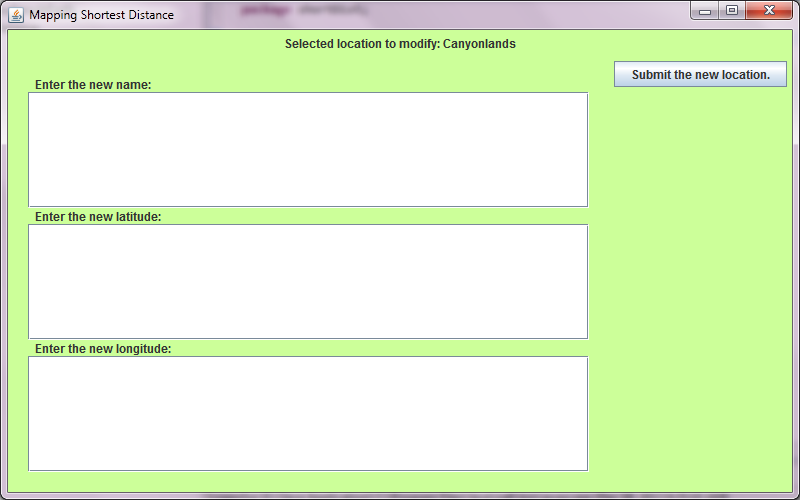 Mapping Shortest Distance
Selected location to modify: Canyonlands
Submit the new location.
Enter the new name:
Enter the new latitude:
Enter the new longitude: